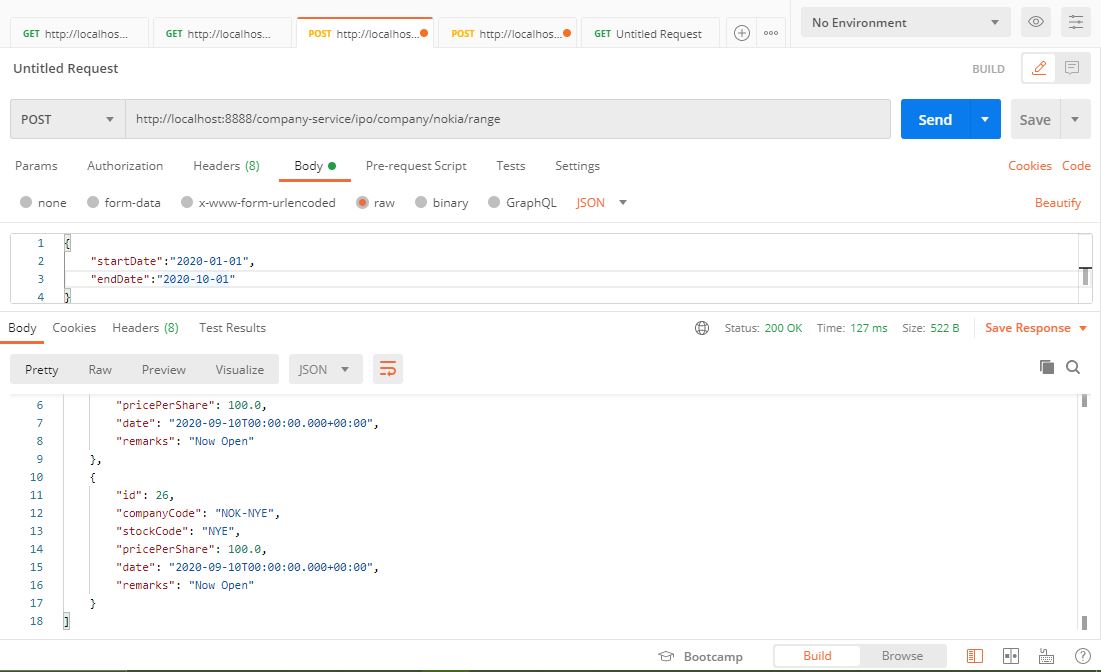 GET http://localhos... GET http://localhos... POST http://localhos... POST http://localhos... GET Untitled Request No Environment
Untitled Request BUILD
POST http://localhost:8888/company-service/ipo/company/nokia/range Send Save
Params Authorization Headers (8) Body Pre-request Script Tests Settings Cookies Code
none form-data x-www-form-urlencoded raw binary GraphQL JSON Beautify
1 {
2 "startDate":"2020-01-01",
3 "endDate":"2020-10-01"
4 }
Body Cookies Headers (8) Test Results Status: 200 OK Time: 127 ms Size: 522 B Save Response
Pretty Raw Preview Visualize JSON
6 "pricePerShare": 100.0,
7 "date": "2020-09-10T00:00:00.000+00:00",
8 "remarks": "Now Open"
9 },
10 {
11 "id": 26,
12 "companyCode": "NOK-NYE",
13 "stockCode": "NYE",
14 "pricePerShare": 100.0,
15 "date": "2020-09-10T00:00:00.000+00:00",
16 "remarks": "Now Open"
17 }
18 ]
Bootcamp Build Browse